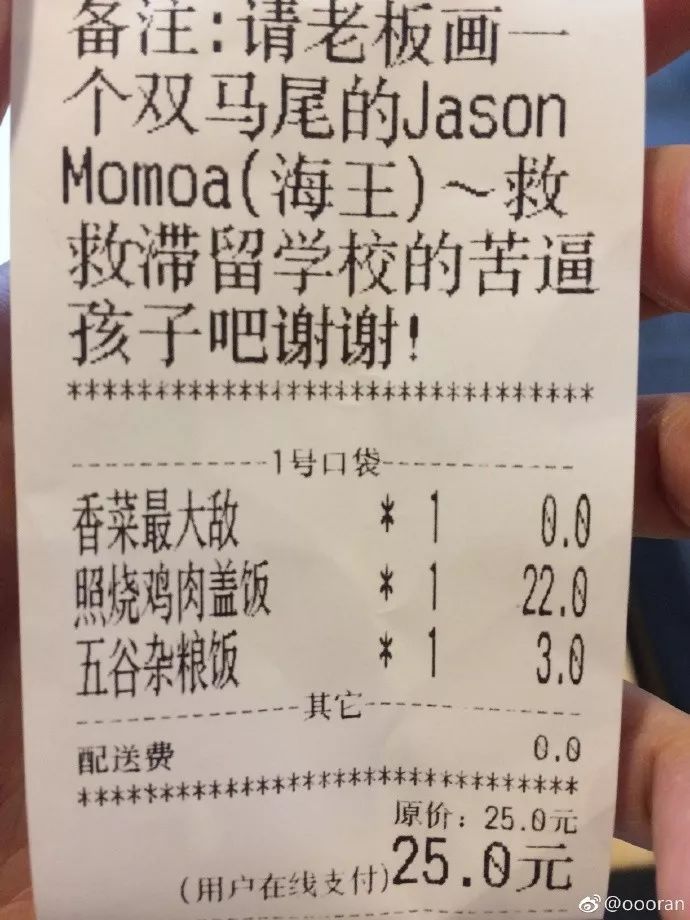 备注:请老板画一
个双马尾的Jason
Momoa(海王)~救
救滞留学校的苦逼
孩子吧谢谢!
***********************************
------------1号口袋------------
香菜最大敌 * 1 0.0
照烧鸡肉盖饭 * 1 22.0
五谷杂粮饭 * 1 3.0
--------------其它--------------
配送费 0.0
***********************************
原价: 25.0元
(用户在线支付)25.0元
@oooran